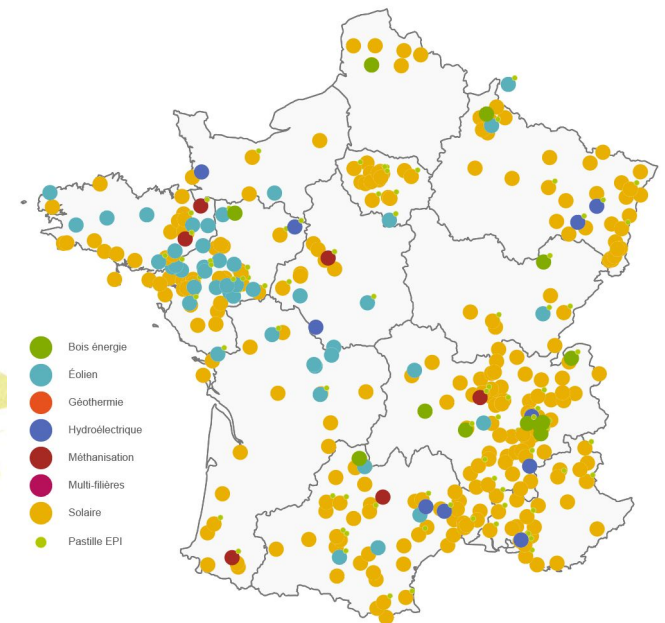 Bois énergie
Éolien
Géothermie
Hydroélectrique
Méthanisation
Multi-filières
Solaire
Pastille EPI